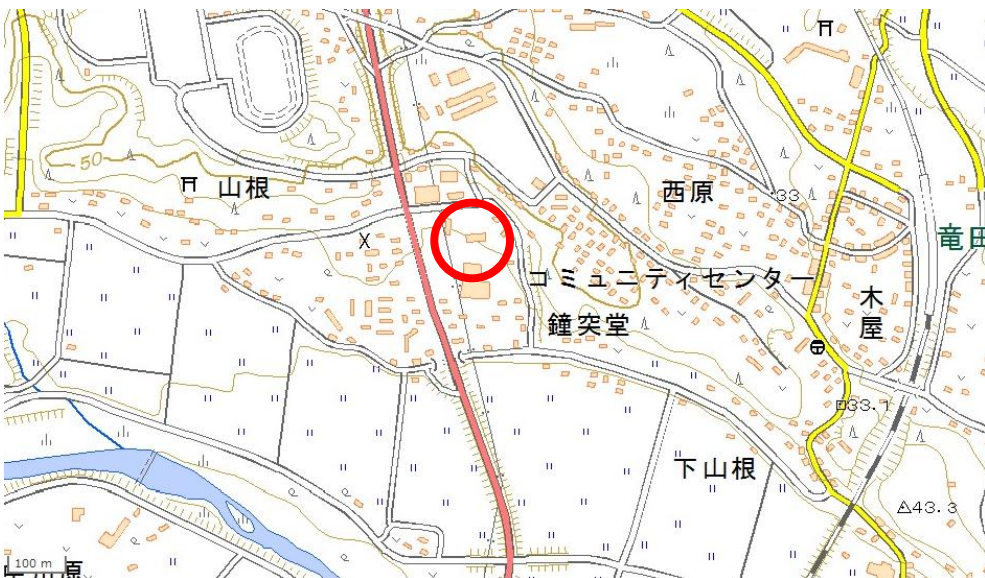 50
山根
西原
・33
竜田
コミュニティセンター
木屋
鐘突堂
33.1
下山根
43.3
100 m